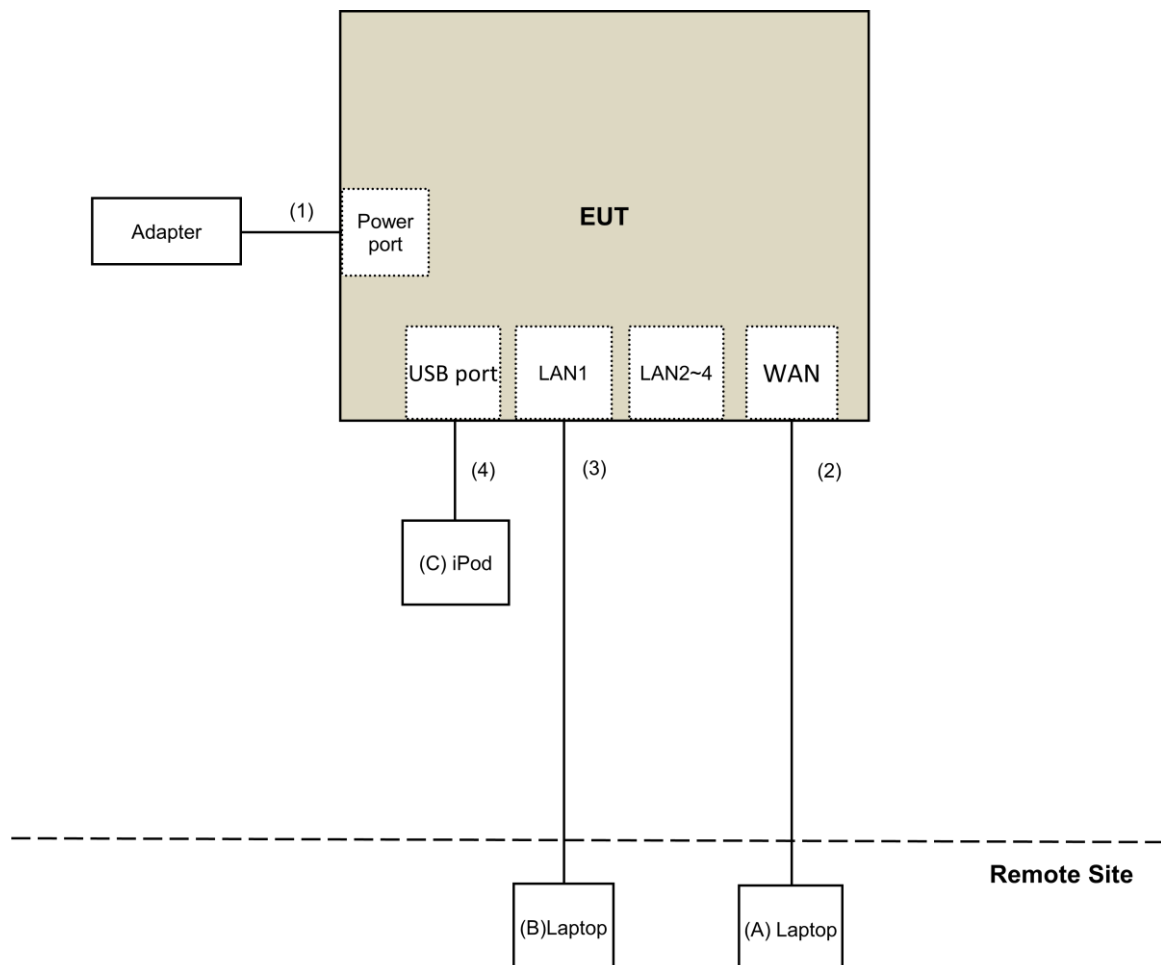 EUT
(1)
Power
port
Adapter
USB port
LAN1
LAN2~4
WAN
(4)
(3)
(2)
(C) iPod
Remote Site
(B)Laptop
(A) Laptop